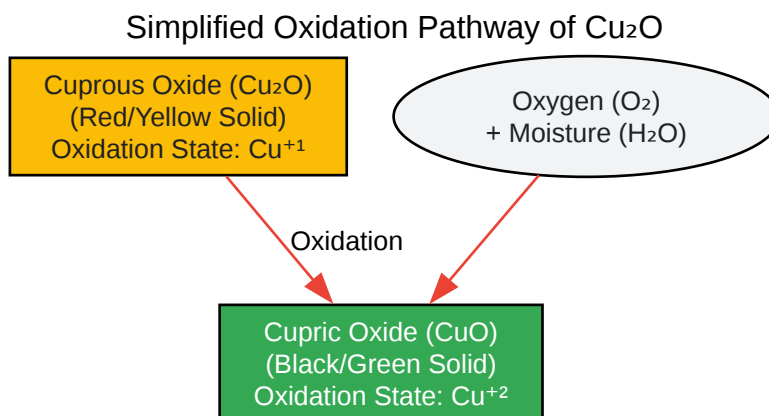 Simplified Oxidation Pathway of Cu₂O
Cuprous Oxide (Cu₂O)
(Red/Yellow Solid)
Oxidation State: Cu⁺¹
Oxygen (O₂)
+ Moisture (H₂O)
Oxidation
Cupric Oxide (CuO)
(Black/Green Solid)
Oxidation State: Cu⁺²